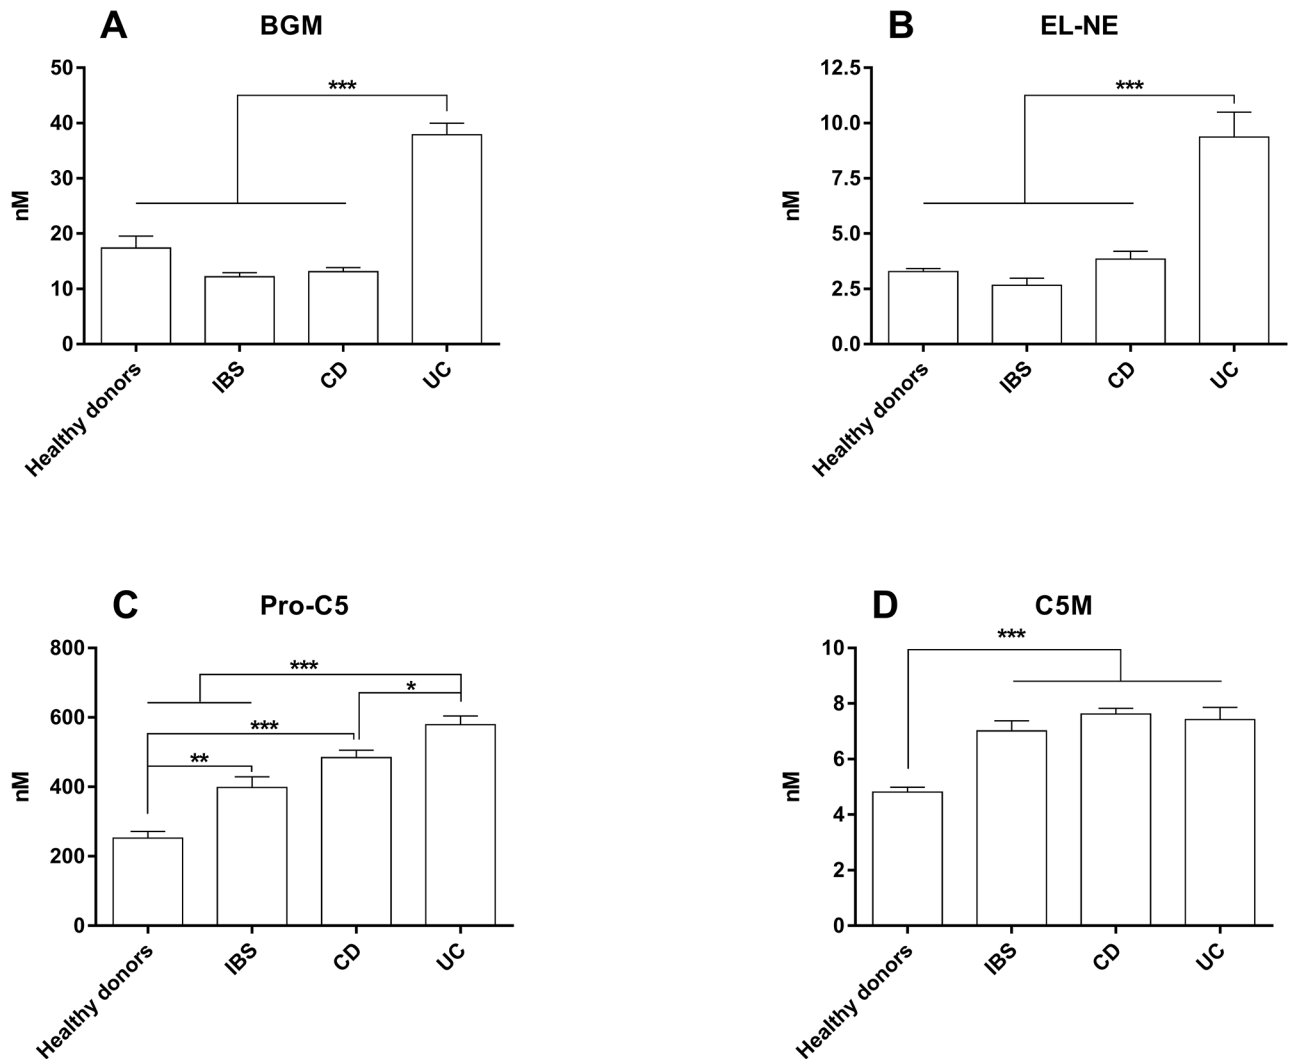 A BGM
50
40
30
20
10
0
nM
***
Healthy donors
IBS
CD
UC
B EL-NE
12.5
10.0
7.5
5.0
2.5
0.0
nM
***
Healthy donors
IBS
CD
UC
C Pro-C5
800
600
400
200
0
nM
***
*
***
**
Healthy donors
IBS
CD
UC
D C5M
10
8
6
4
2
0
nM
***
Healthy donors
IBS
CD
UC